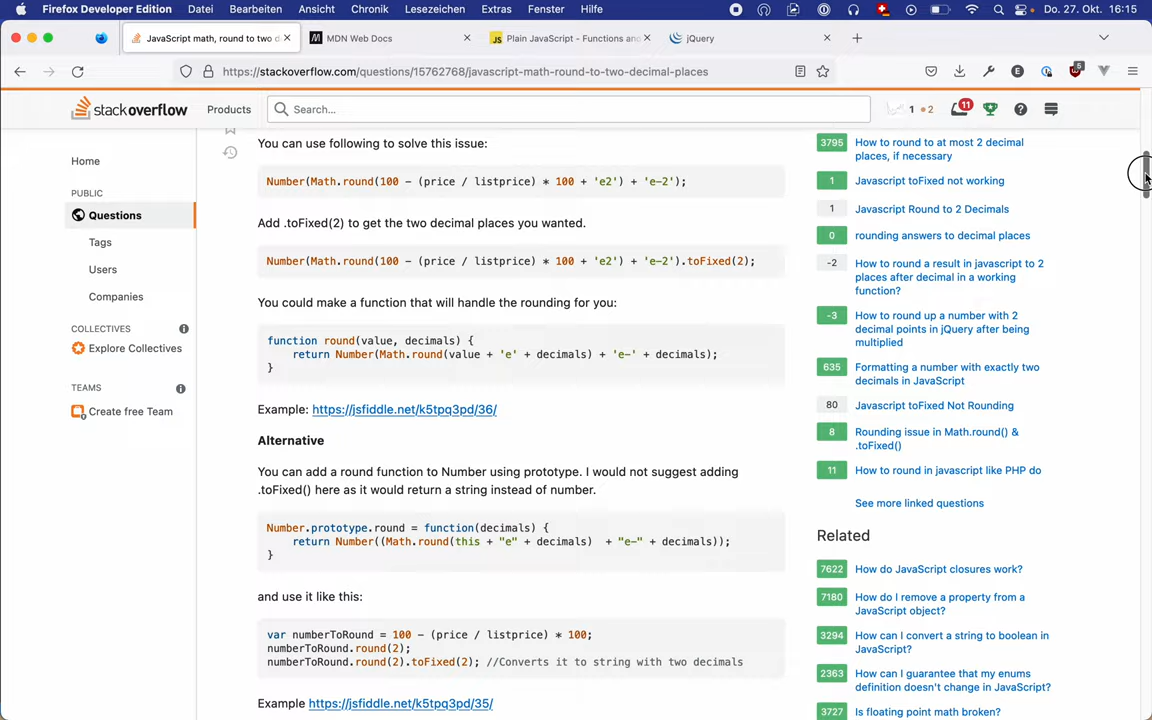 Firefox Developer Edition Datei Bearbeiten Ansicht Chronik Lesezeichen Extras Fenster Hilfe Do. 27. Okt. 16:15
JavaScript math, round to two d
MDN Web Docs
Plain JavaScript - Functions and
jQuery
https://stackoverflow.com/questions/15762768/javascript-math-round-to-two-decimal-places
5
stackoverflow
Products
Search...
1 2
11
Home
PUBLIC
Questions
Tags
Users
Companies
COLLECTIVES
Explore Collectives
TEAMS
Create free Team
You can use following to solve this issue:
Number(Math.round(100 - (price / listprice) * 100 + 'e2') + 'e-2');
Add .toFixed(2) to get the two decimal places you wanted.
Number(Math.round(100 - (price / listprice) * 100 + 'e2') + 'e-2').toFixed(2);
You could make a function that will handle the rounding for you:
function round(value, decimals) {
return Number(Math.round(value + 'e' + decimals) + 'e-' + decimals);
}
Example: https://jsfiddle.net/k5tpq3pd/36/
Alternative
You can add a round function to Number using prototype. I would not suggest adding
.toFixed() here as it would return a string instead of number.
Number.prototype.round = function(decimals) {
return Number((Math.round(this + "e" + decimals)  + "e-" + decimals));
}
and use it like this:
var numberToRound = 100 - (price / listprice) * 100;
numberToRound.round(2);
numberToRound.round(2).toFixed(2); //Converts it to string with two decimals
Example https://jsfiddle.net/k5tpq3pd/35/
3795 How to round to at most 2 decimal
places, if necessary
1 Javascript toFixed not working
1 Javascript Round to 2 Decimals
0 rounding answers to decimal places
-2 How to round a result in javascript to 2
places after decimal in a working
function?
-3 How to round up a number with 2
decimal points in jQuery after being
multiplied
635 Formatting a number with exactly two
decimals in JavaScript
80 Javascript toFixed Not Rounding
8 Rounding issue in Math.round() &
.toFixed()
11 How to round in javascript like PHP do
See more linked questions
Related
7622 How do JavaScript closures work?
7180 How do I remove a property from a
JavaScript object?
3294 How can I convert a string to boolean in
JavaScript?
2363 How can I guarantee that my enums
definition doesn't change in JavaScript?
3727 Is floating point math broken?